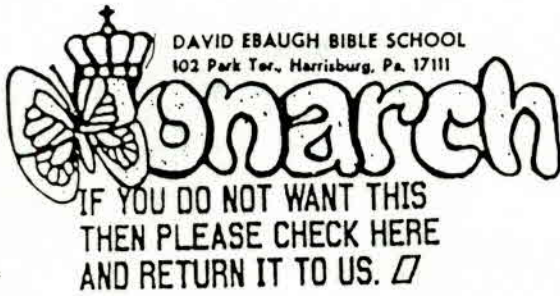 DAVID EBAUGH BIBLE SCHOOL
102 Park Ter., Harrisburg, Pa. 17111
Monarch
IF YOU DO NOT WANT THIS
THEN PLEASE CHECK HERE
AND RETURN IT TO US.